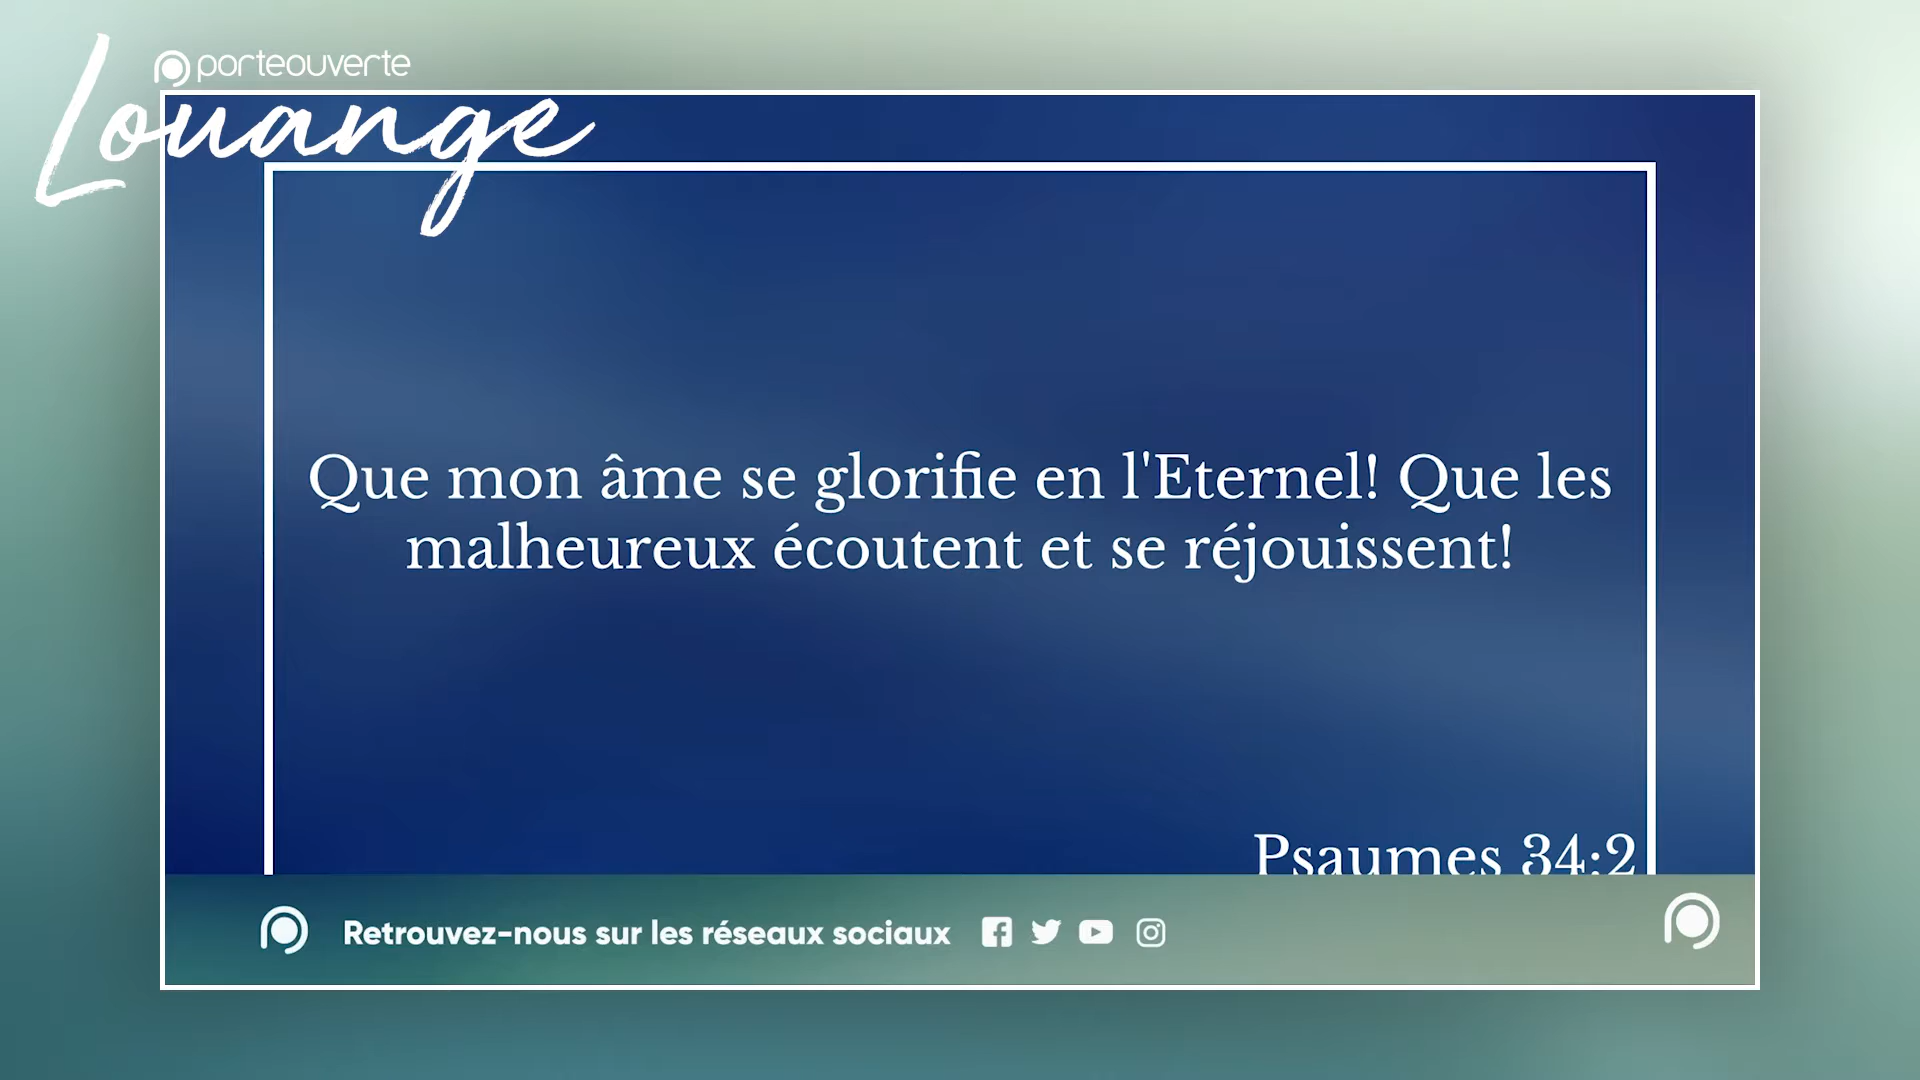 porteouverte
Louange
Que mon âme se glorifie en l'Eternel! Que les
malheureux écoutent et se réjouissent!
Psaumes 34:2
Retrouvez-nous sur les réseaux sociaux